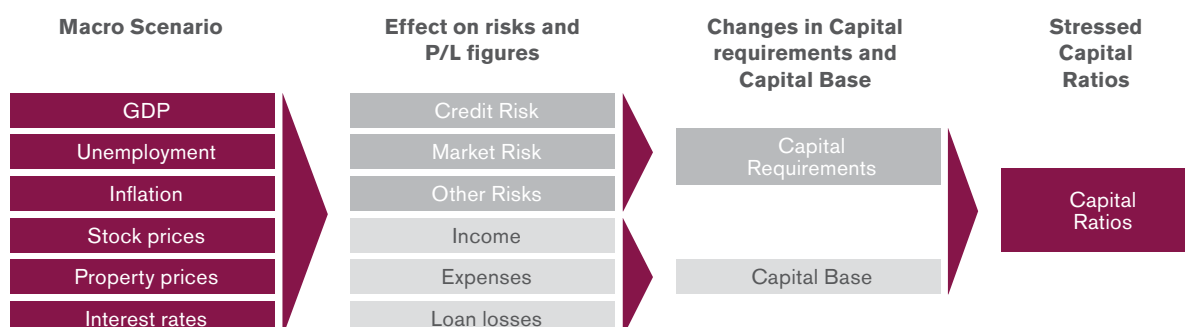 Macro Scenario
Effect on risks and
P/L figures
Changes in Capital
requirements and
Capital Base
Stressed
Capital
Ratios
GDP
Unemployment
Inflation
Stock prices
Property prices
Interest rates
Credit Risk
Market Risk
Other Risks
Income
Expenses
Loan losses
Capital
Requirements
Capital Base
Capital
Ratios